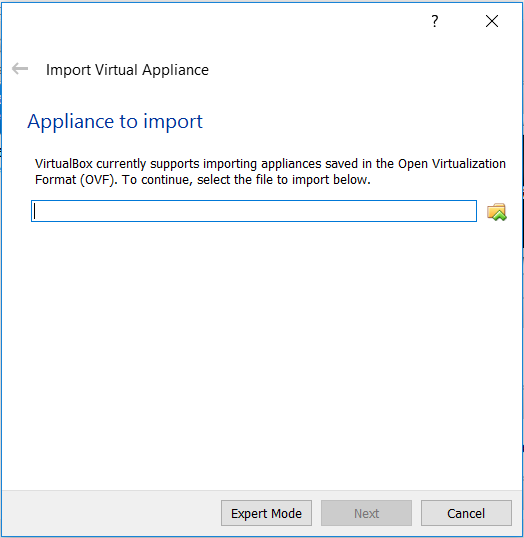 ?
Import Virtual Appliance
Appliance to import
VirtualBox currently supports importing appliances saved in the Open Virtualization
Format (OVF). To continue, select the file to import below.
Expert Mode Next Cancel